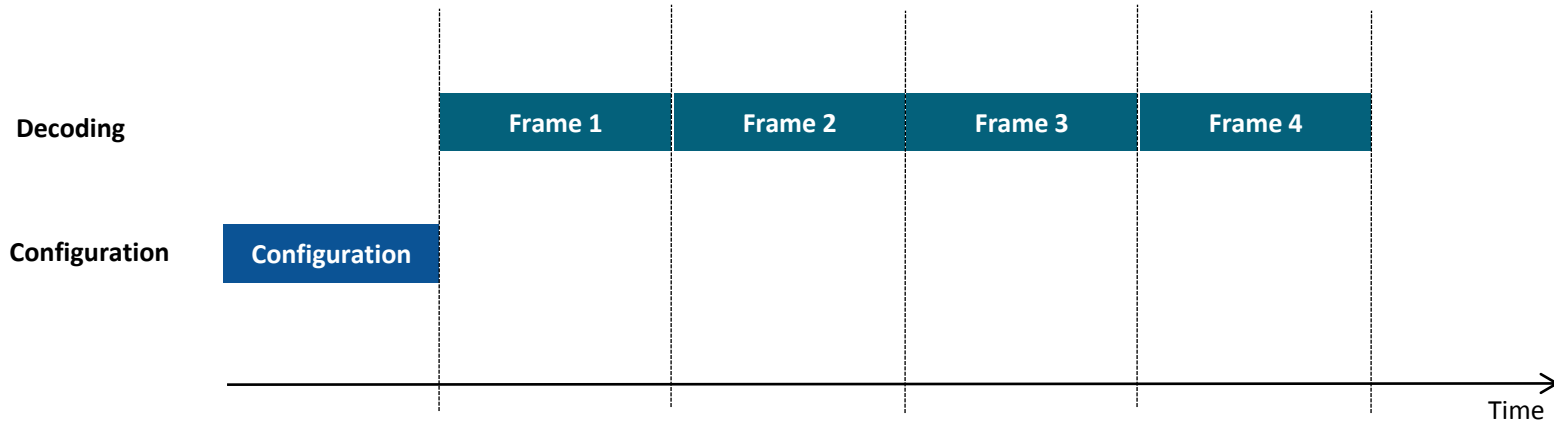 Decoding
Frame 1
Frame 2
Frame 3
Frame 4
Configuration
Configuration
Time